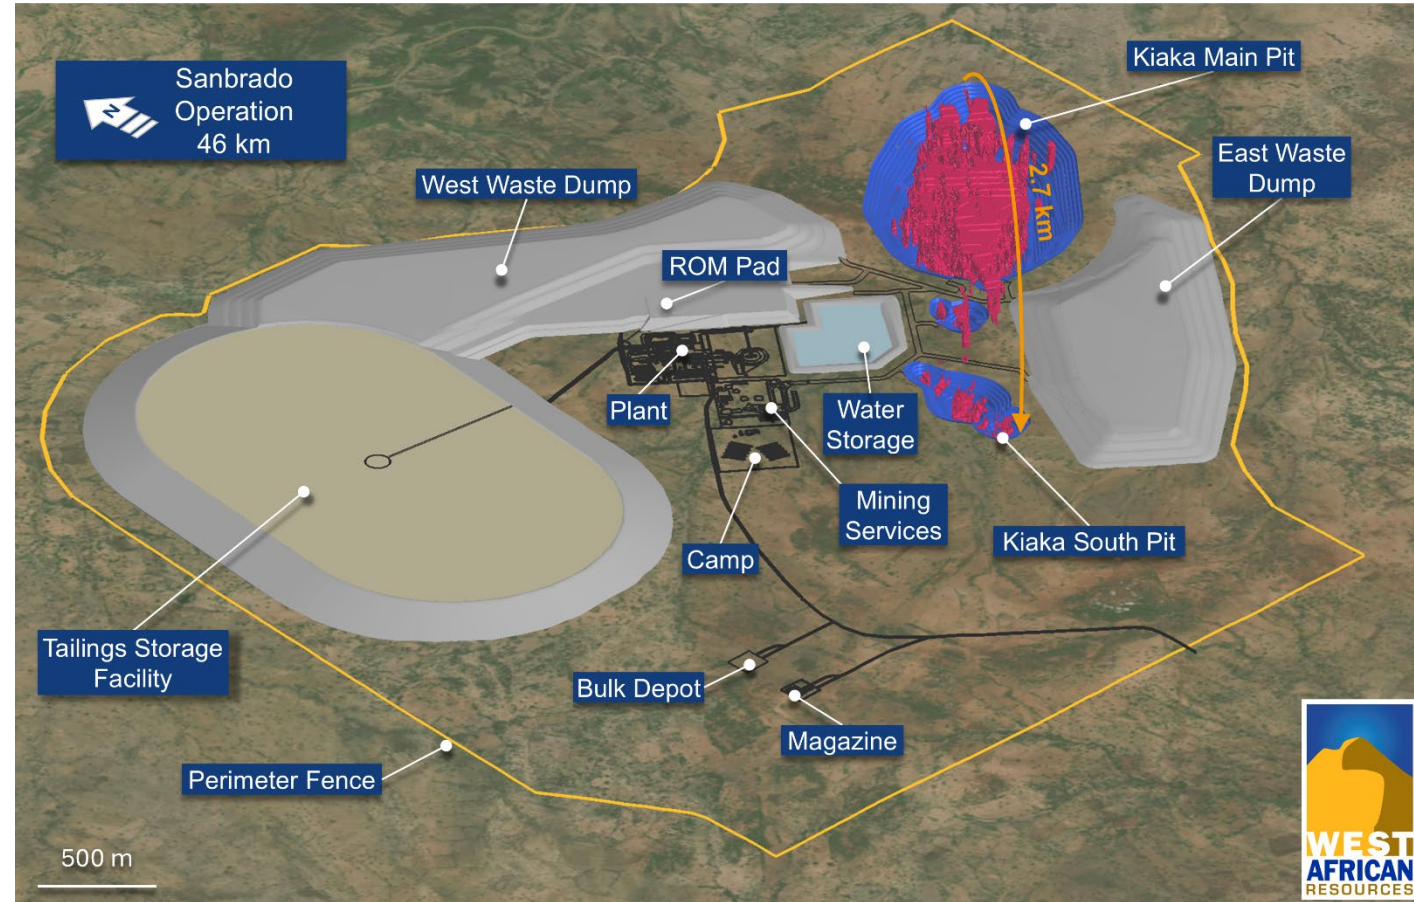 Kiaka Main Pit
Sanbrado
Operation
46 km
N
East Waste
Dump
West Waste Dump
2.7 km
ROM Pad
Plant
Water
Storage
Mining
Services
Kiaka South Pit
Camp
Tailings Storage
Facility
Bulk Depot
Magazine
Perimeter Fence
500 m
WEST
AFRICAN
RESOURCES